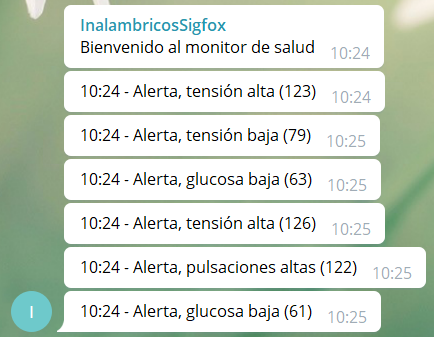 InalambricosSigfox
Bienvenido al monitor de salud 10:24
10:24 - Alerta, tensión alta (123) 10:24
10:24 - Alerta, tensión baja (79) 10:25
10:24 - Alerta, glucosa baja (63) 10:25
10:24 - Alerta, tensión alta (126) 10:25
10:24 - Alerta, pulsaciones altas (122) 10:25
I
10:24 - Alerta, glucosa baja (61) 10:25